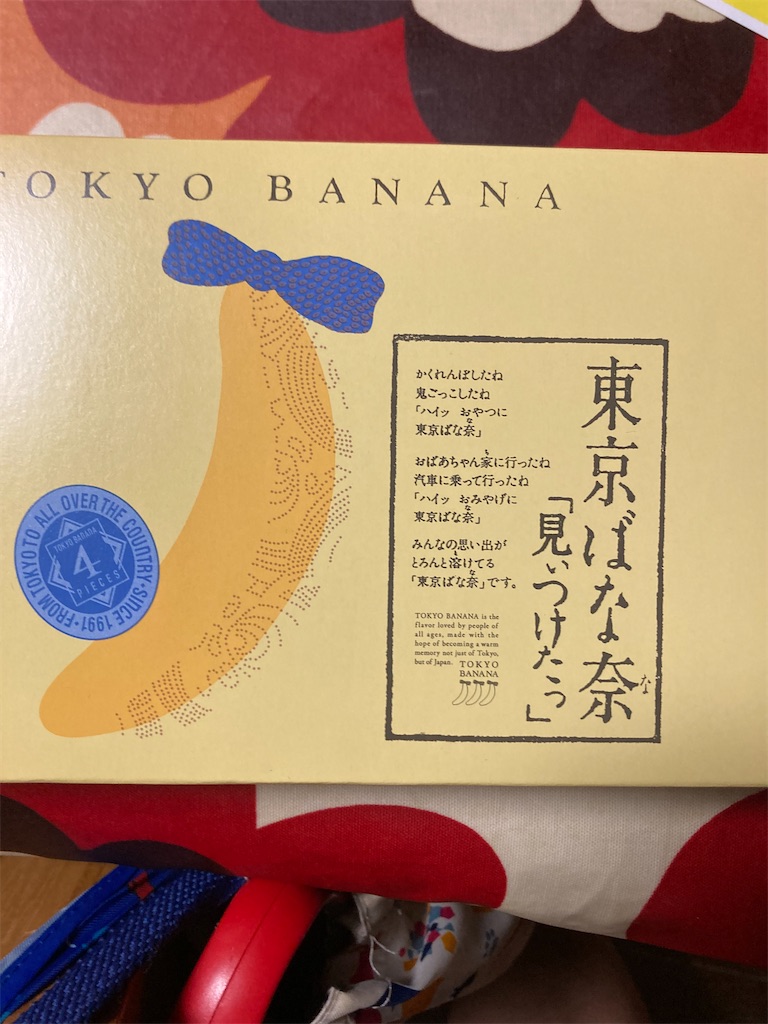 TOKYO BANANA
東京ばな奈
な
「見ぃつけたっ」
かくれんぼしたね
鬼ごっこしたね
「ハイッ おやつに
な
東京ばな奈」
ち
おばあちゃん家に行ったね
汽車に乗って行ったね
「ハイッ おみやげに
な
東京ばな奈」
みんなの思い出が
と
とろんと溶けてる
な
「東京ばな奈」です。
TOKYO BANANA is the
flavor loved by people of
all ages, made with the
hope of becoming a warm
memory not just of Tokyo,
but of Japan.
TOKYO
BANANA
FROM TOKYO TO ALL OVER THE COUNTRY・SINCE 1991・
TOKYO BANANA
4
PIECES